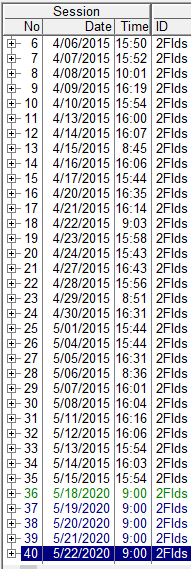 Session
No Date Time ID
6 4/06/2015 15:50 2Flds
7 4/07/2015 15:52 2Flds
8 4/08/2015 10:01 2Flds
9 4/09/2015 16:19 2Flds
10 4/10/2015 15:54 2Flds
11 4/13/2015 16:00 2Flds
12 4/14/2015 16:07 2Flds
13 4/15/2015 8:45 2Flds
14 4/16/2015 16:06 2Flds
15 4/17/2015 15:44 2Flds
16 4/20/2015 16:35 2Flds
17 4/21/2015 16:14 2Flds
18 4/22/2015 9:03 2Flds
19 4/23/2015 15:58 2Flds
20 4/24/2015 15:43 2Flds
21 4/27/2015 16:43 2Flds
22 4/28/2015 15:56 2Flds
23 4/29/2015 8:51 2Flds
24 4/30/2015 16:31 2Flds
25 5/01/2015 15:44 2Flds
26 5/04/2015 15:44 2Flds
27 5/05/2015 16:31 2Flds
28 5/06/2015 8:36 2Flds
29 5/07/2015 16:01 2Flds
30 5/08/2015 16:04 2Flds
31 5/11/2015 16:16 2Flds
32 5/12/2015 16:06 2Flds
33 5/13/2015 15:54 2Flds
34 5/14/2015 16:03 2Flds
35 5/15/2015 15:54 2Flds
36 5/18/2020 9:00 2Flds
37 5/19/2020 9:00 2Flds
38 5/20/2020 9:00 2Flds
39 5/21/2020 9:00 2Flds
40 5/22/2020 9:00 2Flds